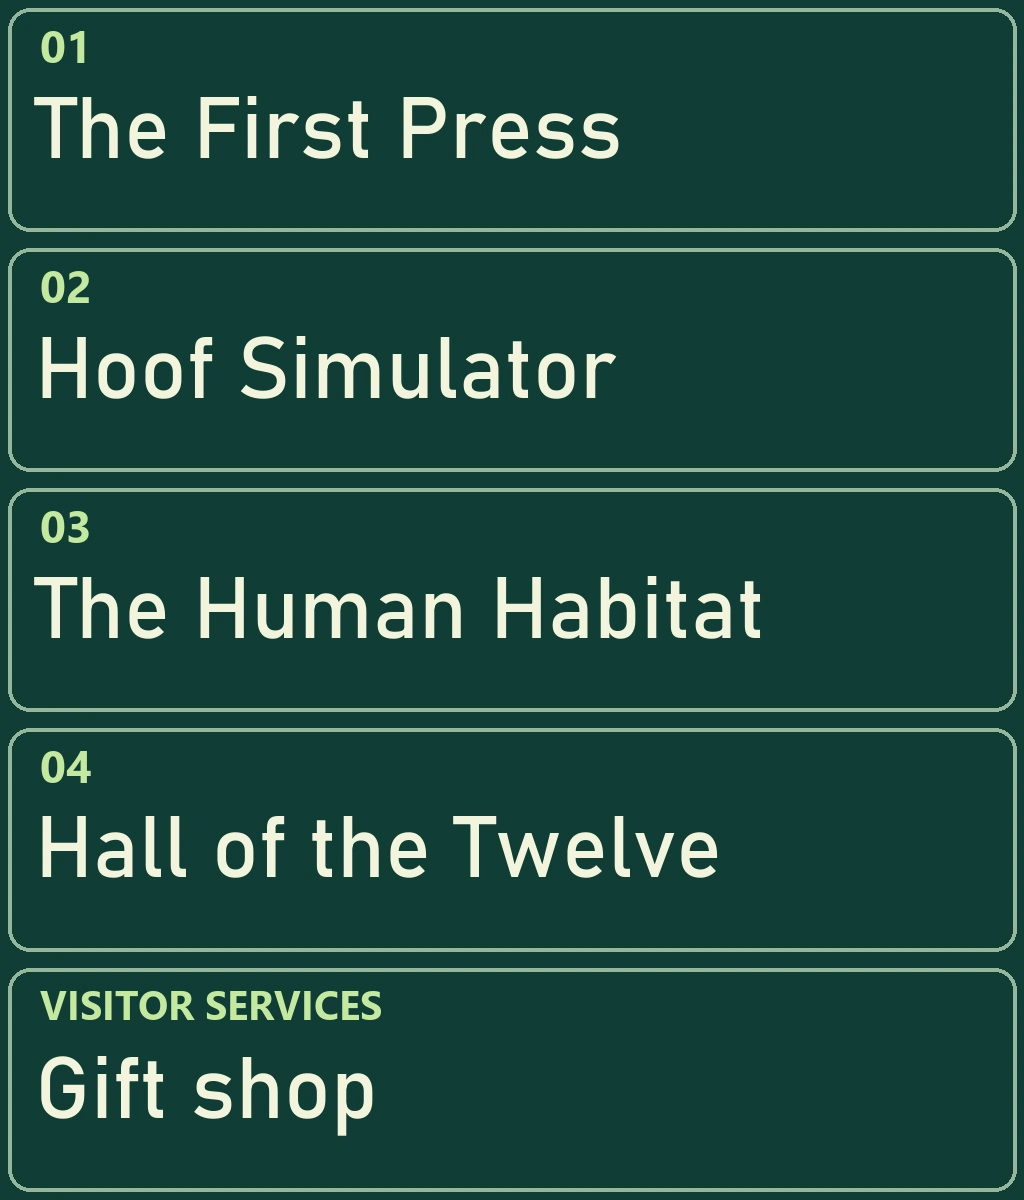 01
The First Press
02
Hoof Simulator
03
The Human Habitat
04
Hall of the Twelve
VISITOR SERVICES
Gift shop